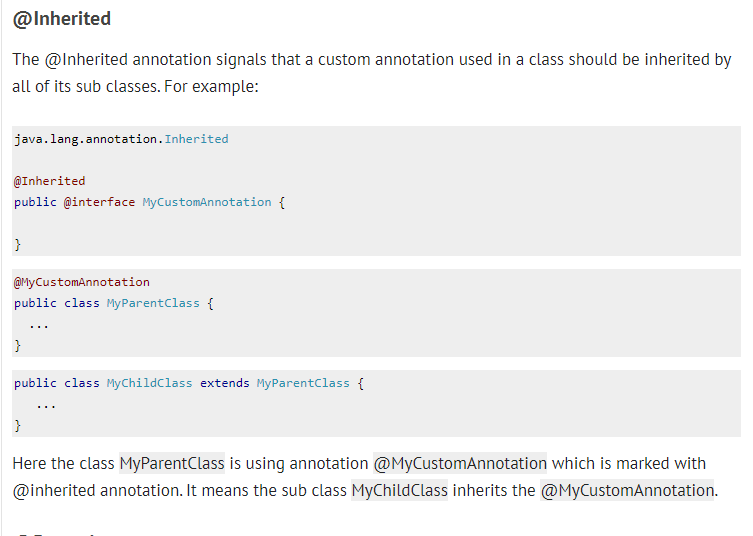 @Inherited
The @Inherited annotation signals that a custom annotation used in a class should be inherited by
all of its sub classes. For example:
java.lang.annotation.Inherited
@Inherited
public @interface MyCustomAnnotation {
}
@MyCustomAnnotation
public class MyParentClass {
...
}
public class MyChildClass extends MyParentClass {
...
}
Here the class MyParentClass is using annotation @MyCustomAnnotation which is marked with
@inherited annotation. It means the sub class MyChildClass inherits the @MyCustomAnnotation.